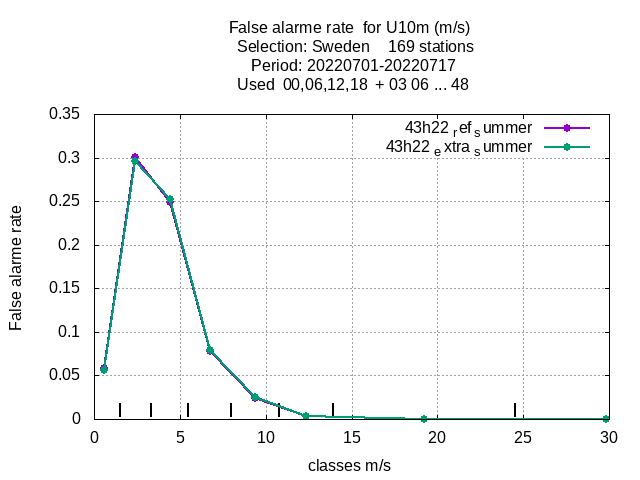 False alarme rate  for U10m (m/s)
Selection: Sweden    169 stations
Period: 20220701-20220717
Used  00,06,12,18  + 03 06 ... 48
0.35
0.3
0.25
0.2
0.15
0.1
0.05
0
False alarme rate
43h22 ref summer
43h22 extra summer
0 5 10 15 20 25 30
classes m/s